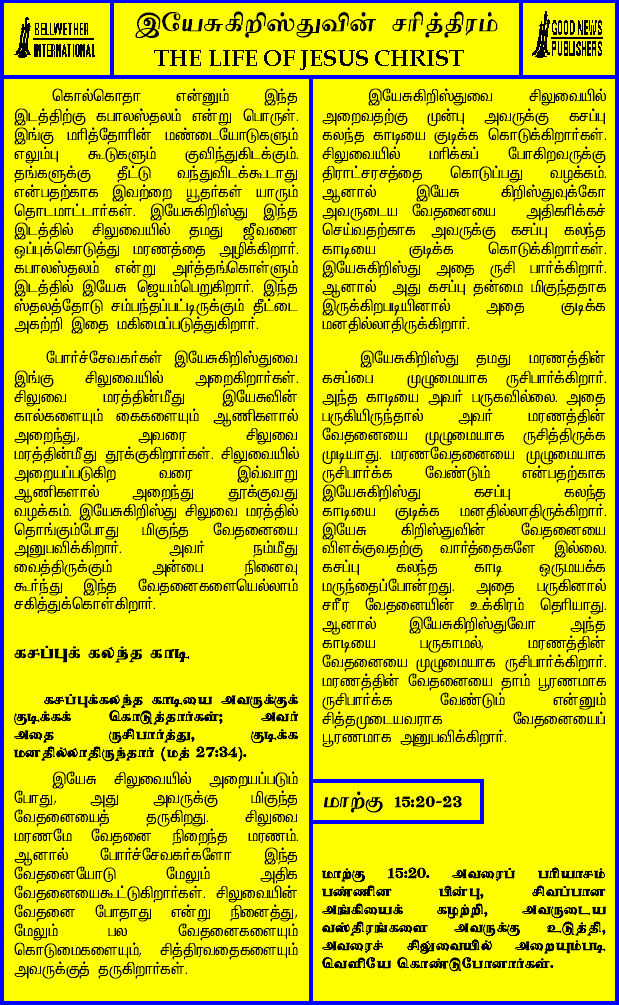 BELLWETHER
INTERNATIONAL
இயேசுகிறிஸ்துவின் சரித்திரம்
THE LIFE OF JESUS CHRIST
GOOD NEWS
PUBLISHERS
கொல்கொதா என்னும் இந்த
இடத்திற்கு கபாலஸ்தலம் என்று பொருள்.
இங்கு மரித்தோரின் மண்டையோடுகளும்
எலும்பு கூடுகளும் குவிந்துகிடக்கும்.
தங்களுக்கு தீட்டு வந்துவிடக்கூடாது
என்பதற்காக இவற்றை யூதர்கள் யாரும்
தொடமாட்டார்கள். இயேசுகிறிஸ்து இந்த
இடத்தில் சிலுவையில் தமது ஜீவனை
ஒப்புக்கொடுத்து மரணத்தை அழிக்கிறார்.
கபாலஸ்தலம் என்று அர்த்தங்கொள்ளும்
இடத்தில் இயேசு ஜெயம்பெறுகிறார். இந்த
ஸ்தலத்தோடு சம்பந்தப்பட்டிருக்கும் தீட்டை
அகற்றி இதை மகிமைப்படுத்துகிறார்.
போர்ச்சேவகர்கள் இயேசுகிறிஸ்துவை
இங்கு சிலுவையில் அறைகிறார்கள்.
சிலுவை மரத்தின்மீது இயேசுவின்
கால்களையும் கைகளையும் ஆணிகளால்
அறைந்து, அவரை சிலுவை
மரத்தின்மீது தூக்குகிறார்கள். சிலுவையில்
அறையப்படுகிற வரை இவ்வாறு
ஆணிகளால் அறைந்து தூக்குவது
வழக்கம். இயேசுகிறிஸ்து சிலுவை மரத்தில்
தொங்கும்போது மிகுந்த வேதனையை
அனுபவிக்கிறார். அவர் நம்மீது
வைத்திருக்கும் அன்பை நினைவு
கூர்ந்து இந்த வேதனைகளையெல்லாம்
சகித்துக்கொள்கிறார்.
கசப்புக் கலந்த காடி
கசப்புக்கலந்த காடியை அவருக்குக்
குடிக்கக் கொடுத்தார்கள்; அவர்
அதை ருசிபார்த்து, குடிக்க
மனதில்லாதிருந்தார் (மத் 27:34).
இயேசு சிலுவையில் அறையப்படும்
போது, அது அவருக்கு மிகுந்த
வேதனையைத் தருகிறது. சிலுவை
மரணமே வேதனை நிறைந்த மரணம்.
ஆனால் போர்ச்சேவகர்களோ இந்த
வேதனையோடு மேலும் அதிக
வேதனையைகூட்டுகிறார்கள். சிலுவையின்
வேதனை போதாது என்று நினைத்து,
மேலும் பல வேதனைகளையும்
கொடுமைகளையும், சித்திரவதைகளையும்
அவருக்குத் தருகிறார்கள்.
இயேசுகிறிஸ்துவை சிலுவையில்
அறைவதற்கு முன்பு அவருக்கு கசப்பு
கலந்த காடியை குடிக்க கொடுக்கிறார்கள்.
சிலுவையில் மரிக்கப் போகிறவருக்கு
திராட்சரசத்தை கொடுப்பது வழக்கம்.
ஆனால் இயேசு கிறிஸ்துவுக்கோ
அவருடைய வேதனையை அதிகரிக்கச்
செய்வதற்காக அவருக்கு கசப்பு கலந்த
காடியை குடிக்க கொடுக்கிறார்கள்.
இயேசுகிறிஸ்து அதை ருசி பார்க்கிறார்.
ஆனால் அது கசப்பு தன்மை மிகுந்ததாக
இருக்கிறபடியினால் அதை குடிக்க
மனதில்லாதிருக்கிறார்.
இயேசுகிறிஸ்து தமது மரணத்தின்
கசப்பை முழுமையாக ருசிபார்க்கிறார்.
அந்த காடியை அவர் பருகவில்லை. அதை
பருகியிருந்தால் அவர் மரணத்தின்
வேதனையை முழுமையாக ருசித்திருக்க
முடியாது. மரணவேதனையை முழுமையாக
ருசிபார்க்க வேண்டும் என்பதற்காக
இயேசுகிறிஸ்து கசப்பு கலந்த
காடியை குடிக்க மனதில்லாதிருக்கிறார்.
இயேசு கிறிஸ்துவின் வேதனையை
விளக்குவதற்கு வார்த்தைகளே இல்லை.
கசப்பு கலந்த காடி ஒருமயக்க
மருந்தைப்போன்றது. அதை பருகினால்
சரீர வேதனையின் உக்கிரம் தெரியாது.
ஆனால் இயேசுகிறிஸ்துவோ அந்த
காடியை பருகாமல், மரணத்தின்
வேதனையை முழுமையாக ருசிபார்க்கிறார்.
மரணத்தின் வேதனையை தாம் பூரணமாக
ருசிபார்க்க வேண்டும் என்னும்
சித்தமுடையவராக வேதனையைப்
பூரணமாக அனுபவிக்கிறார்.
மாற்கு 15:20-23
மாற்கு 15:20. அவரைப் பரியாசம்
பண்ணின பின்பு, சிவப்பான
அங்கியைக் கழற்றி, அவருடைய
வஸ்திரங்களை அவருக்கு உடுத்தி,
அவரைச் சிலுவையில் அறையும்படி
வெளியே கொண்டுபோனார்கள்.